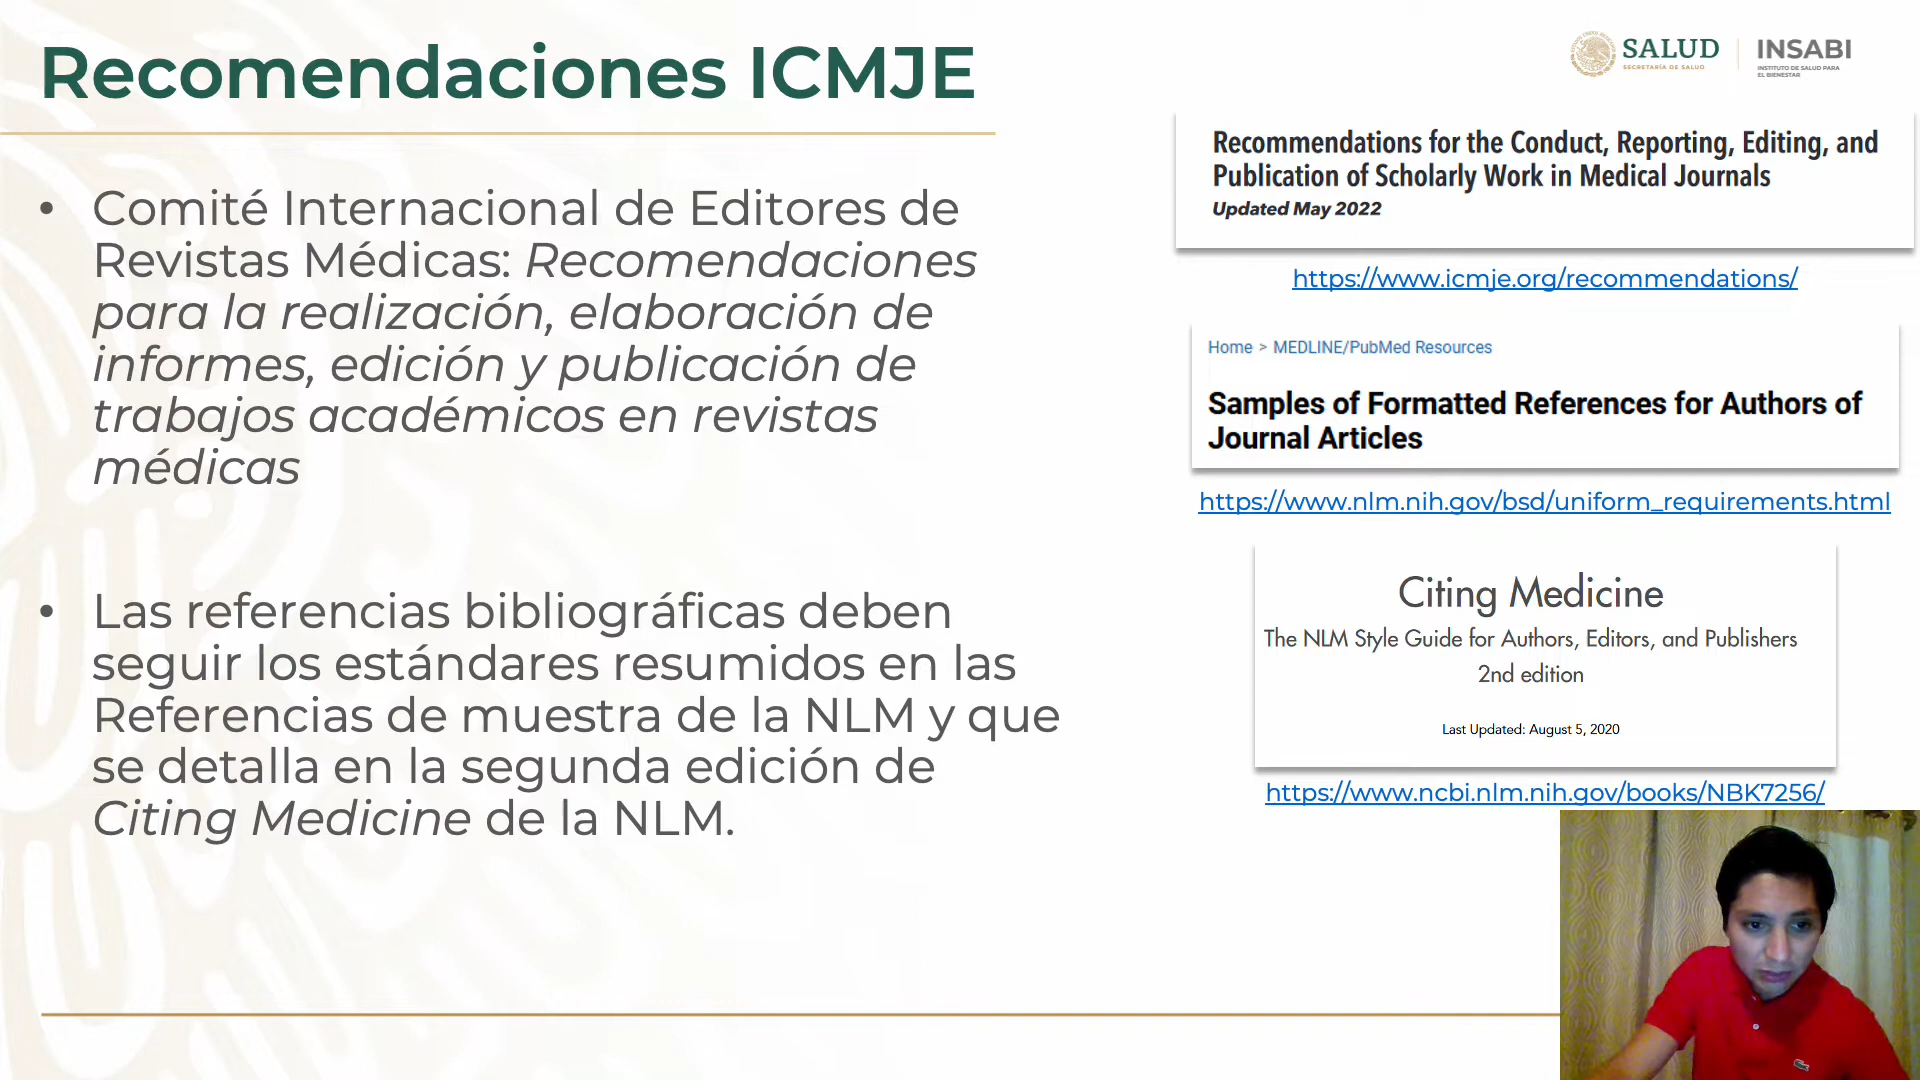 Recomendaciones ICMJE
SALUD
SECRETARÍA DE SALUD
INSABI
INSTITUTO DE SALUD PARA
EL BIENESTAR
• Comité Internacional de Editores de
Revistas Médicas: Recomendaciones
para la realización, elaboración de
informes, edición y publicación de
trabajos académicos en revistas
médicas
• Las referencias bibliográficas deben
seguir los estándares resumidos en las
Referencias de muestra de la NLM y que
se detalla en la segunda edición de
Citing Medicine de la NLM.
Recommendations for the Conduct, Reporting, Editing, and
Publication of Scholarly Work in Medical Journals
Updated May 2022
https://www.icmje.org/recommendations/
Home > MEDLINE/PubMed Resources
Samples of Formatted References for Authors of
Journal Articles
https://www.nlm.nih.gov/bsd/uniform_requirements.html
Citing Medicine
The NLM Style Guide for Authors, Editors, and Publishers
2nd edition
Last Updated: August 5, 2020
https://www.ncbi.nlm.nih.gov/books/NBK7256/